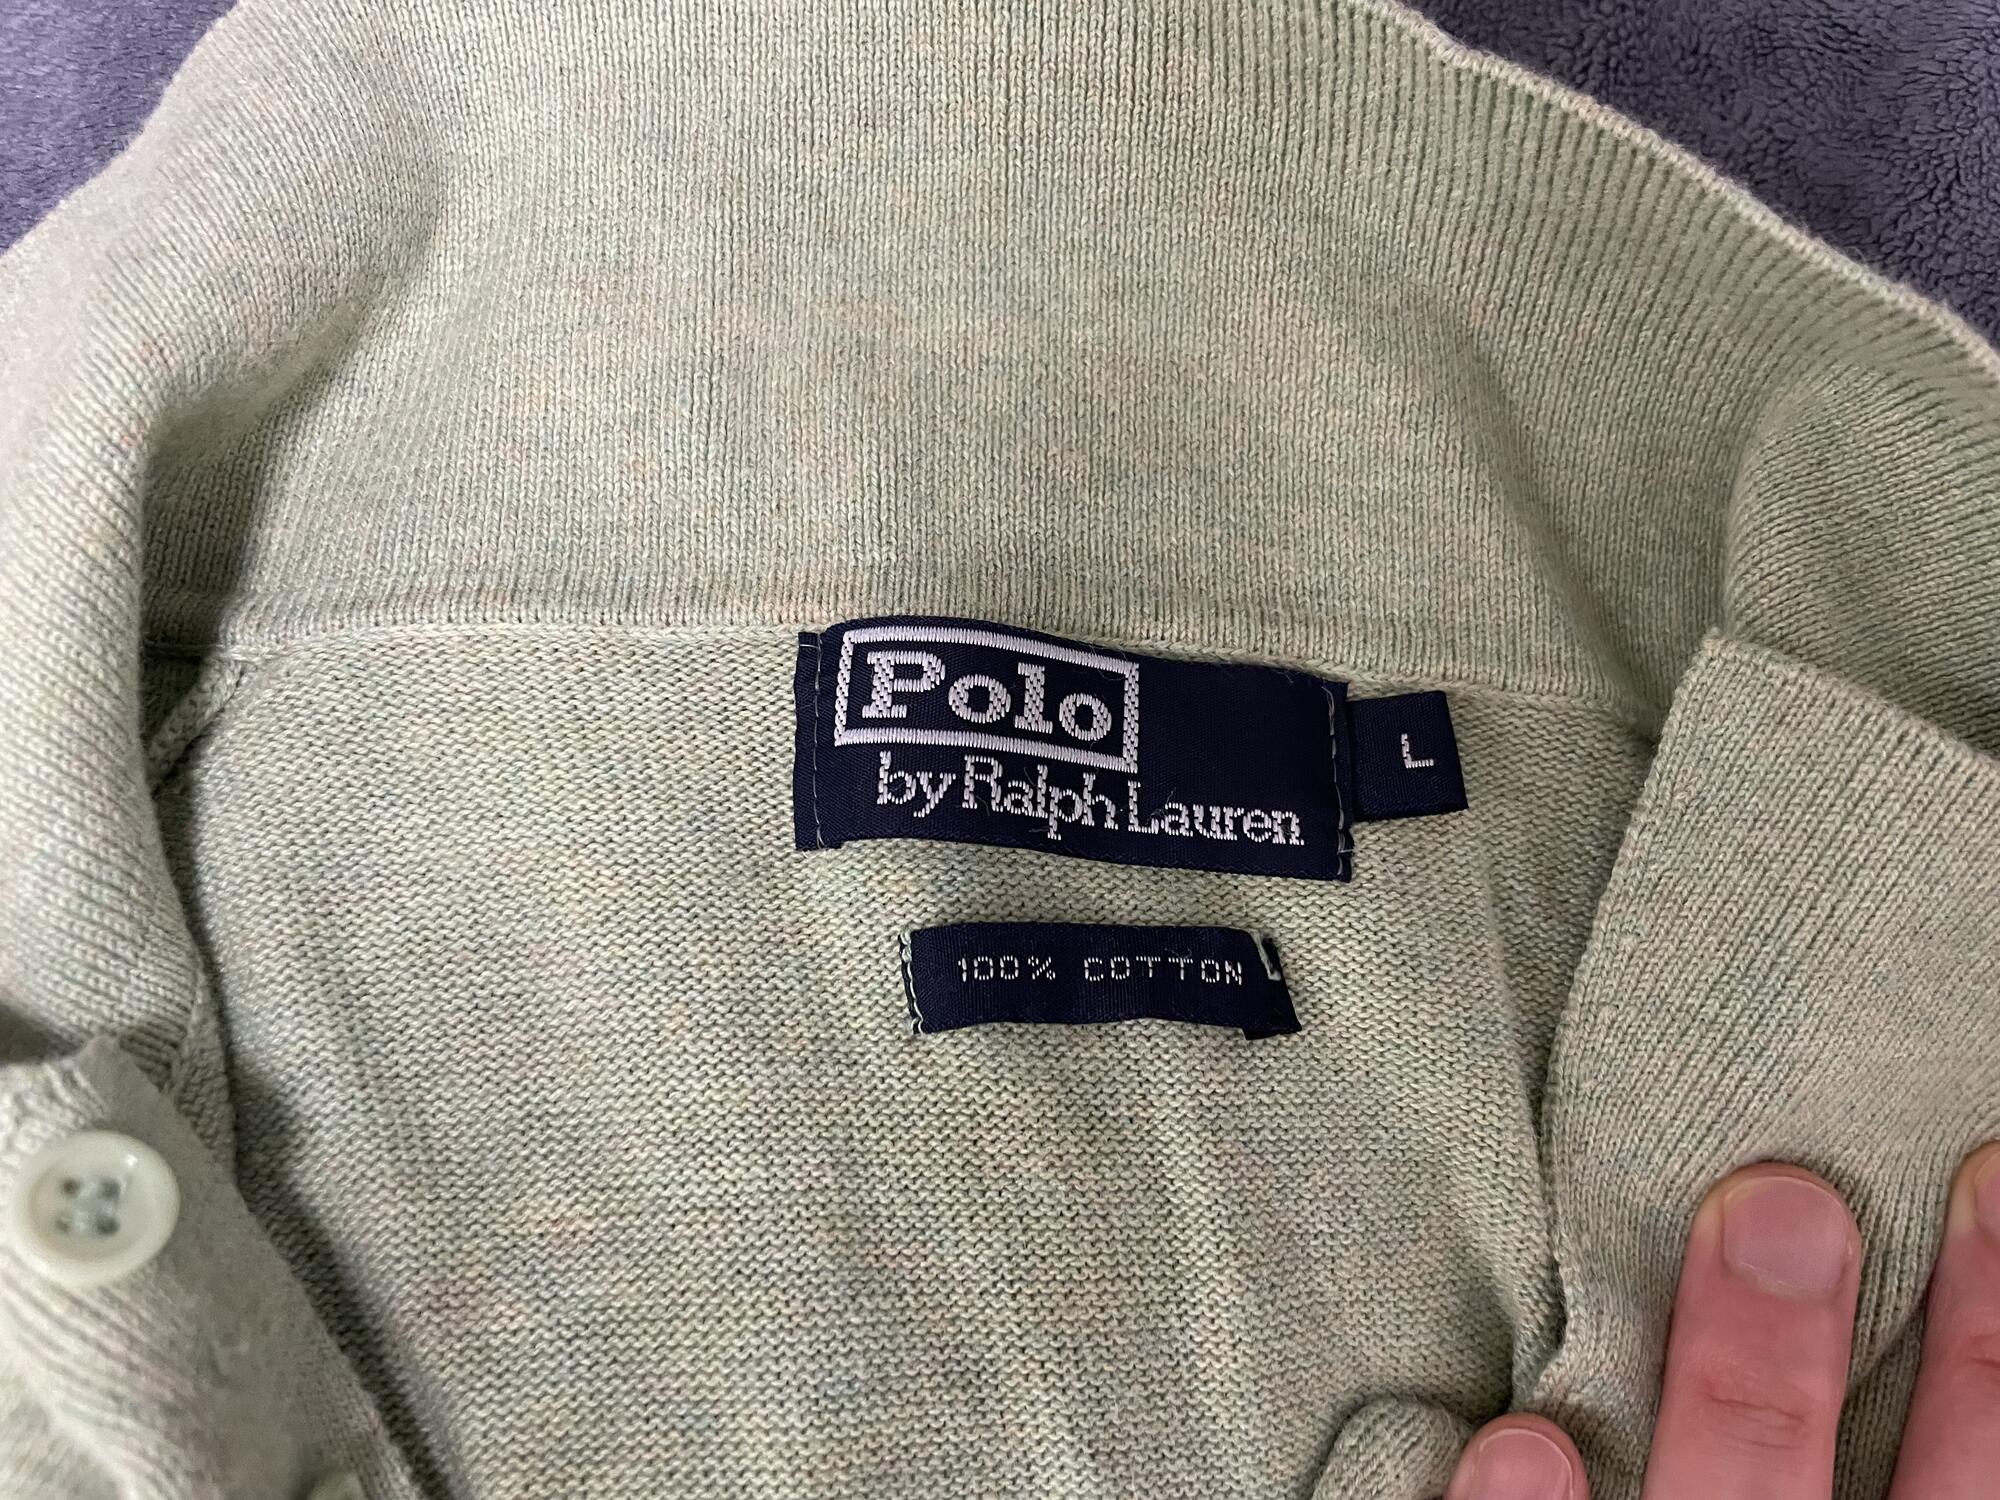 Polo
by Ralph Lauren
L
100% COTTON